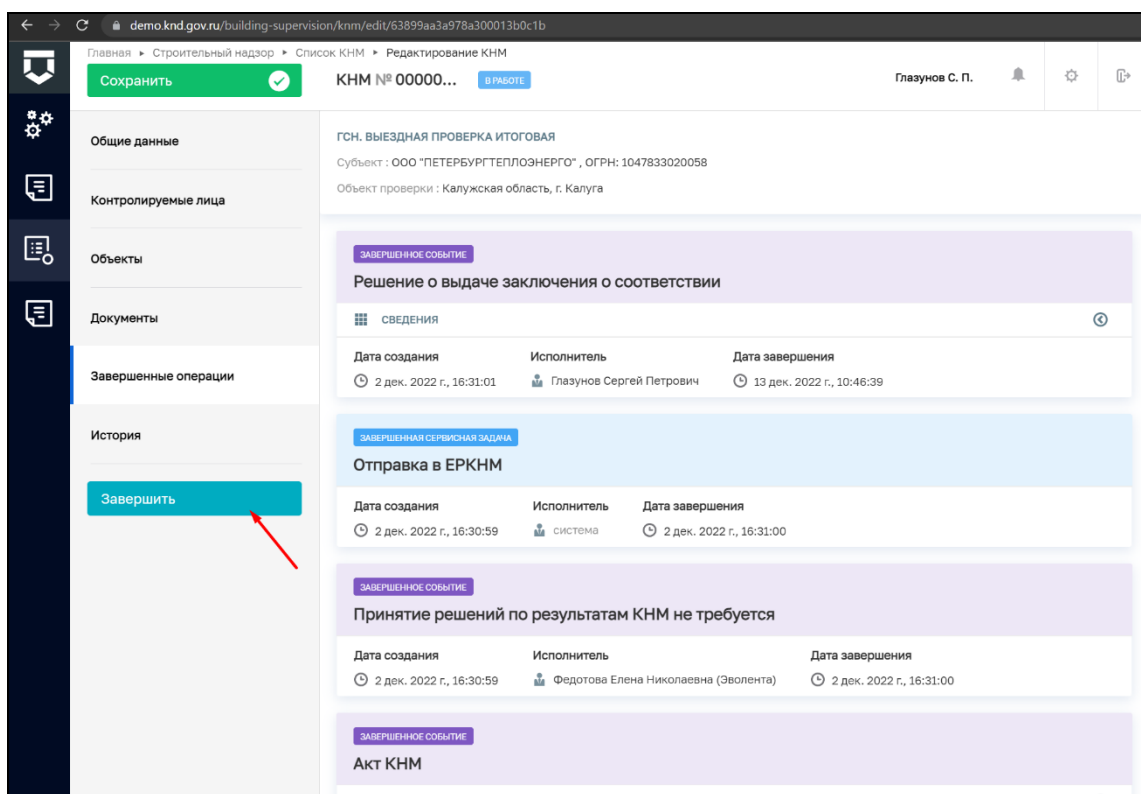 demo.knd.gov.ru/building-supervision/knm/edit/63899aa3a978a300013b0c1b
Главная ▸ Строительный надзор ▸ Список КНМ ▸ Редактирование КНМ
Сохранить
КНМ № 00000...
В РАБОТЕ
Глазунов С. П.
Общие данные
Контролируемые лица
Объекты
Документы
Завершенные операции
История
Завершить
ГСН. ВЫЕЗДНАЯ ПРОВЕРКА ИТОГОВАЯ
Субъект : ООО "ПЕТЕРБУРГТЕПЛОЭНЕРГО" , ОГРН: 1047833020058
Объект проверки : Калужская область, г. Калуга
ЗАВЕРШЕННОЕ СОБЫТИЕ
Решение о выдаче заключения о соответствии
СВЕДЕНИЯ
Дата создания Исполнитель Дата завершения
2 дек. 2022 г., 16:31:01 Глазунов Сергей Петрович 13 дек. 2022 г., 10:46:39
ЗАВЕРШЕННАЯ СЕРВИСНАЯ ЗАДАЧА
Отправка в ЕРКНМ
Дата создания Исполнитель Дата завершения
2 дек. 2022 г., 16:30:59 система 2 дек. 2022 г., 16:31:00
ЗАВЕРШЕННОЕ СОБЫТИЕ
Принятие решений по результатам КНМ не требуется
Дата создания Исполнитель Дата завершения
2 дек. 2022 г., 16:30:59 Федотова Елена Николаевна (Эволента) 2 дек. 2022 г., 16:31:00
ЗАВЕРШЕННОЕ СОБЫТИЕ
Акт КНМ